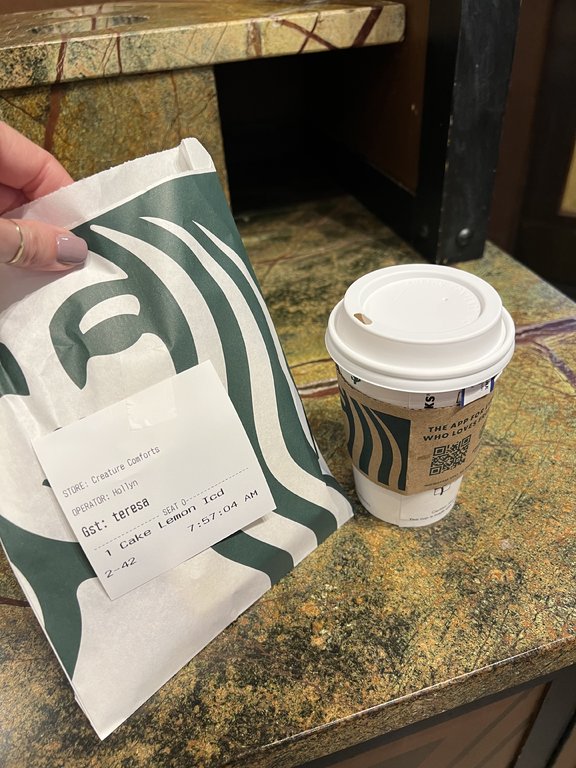 STORE: Creature Comforts
OPERATOR: Hollyn
Gst: teresa
SEAT 0
1 Cake Lemon Icd
2-42 7:57:04 AM
THE APP FOR
WHO LOVES